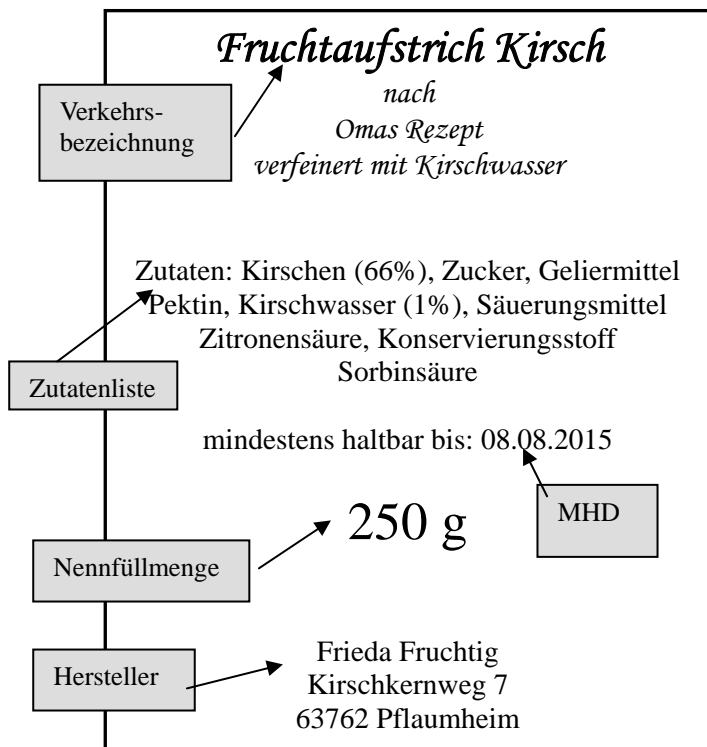 Fruchtaufstrich Kirsch
Verkehrs-
bezeichnung
nach
Omas Rezept
verfeinert mit Kirschwasser
Zutaten: Kirschen (66%), Zucker, Geliermittel
Pektin, Kirschwasser (1%), Säuerungsmittel
Zitronensäure, Konservierungsstoff
Sorbinsäure
Zutatenliste
mindestens haltbar bis: 08.08.2015
250 g
MHD
Nennfüllmenge
Hersteller
Frieda Fruchtig
Kirschkernweg 7
63762 Pflaumheim